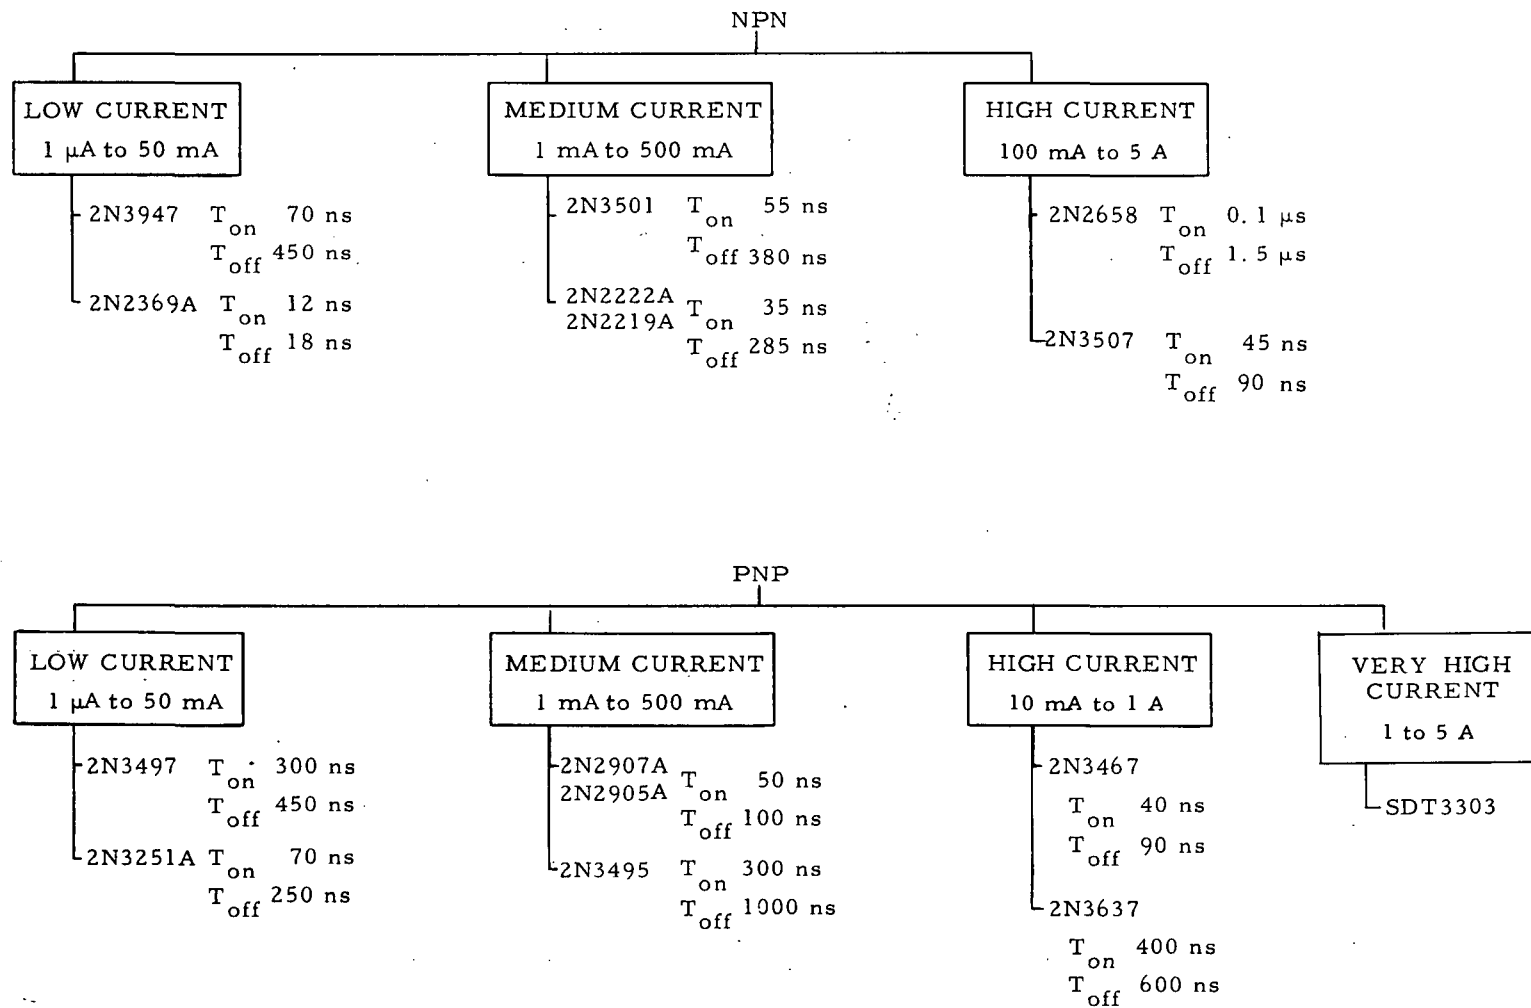 NPN
LOW CURRENT
1 μA to 50 mA
2N3947 Ton 70 ns
Toff 450 ns
2N2369A Ton 12 ns
Toff 18 ns
MEDIUM CURRENT
1 mA to 500 mA
2N3501 Ton 55 ns
Toff 380 ns
2N2222A
2N2219A Ton 35 ns
Toff 285 ns
HIGH CURRENT
100 mA to 5 A
2N2658 Ton 0.1 μs
Toff 1.5 μs
2N3507 Ton 45 ns
Toff 90 ns
PNP
LOW CURRENT
1 μA to 50 mA
2N3497 Ton 300 ns
Toff 450 ns
2N3251A Ton 70 ns
Toff 250 ns
MEDIUM CURRENT
1 mA to 500 mA
2N2907A
2N2905A Ton 50 ns
Toff 100 ns
2N3495 Ton 300 ns
Toff 1000 ns
HIGH CURRENT
10 mA to 1 A
2N3467
Ton 40 ns
Toff 90 ns
2N3637
Ton 400 ns
Toff 600 ns
VERY HIGH
CURRENT
1 to 5 A
SDT3303